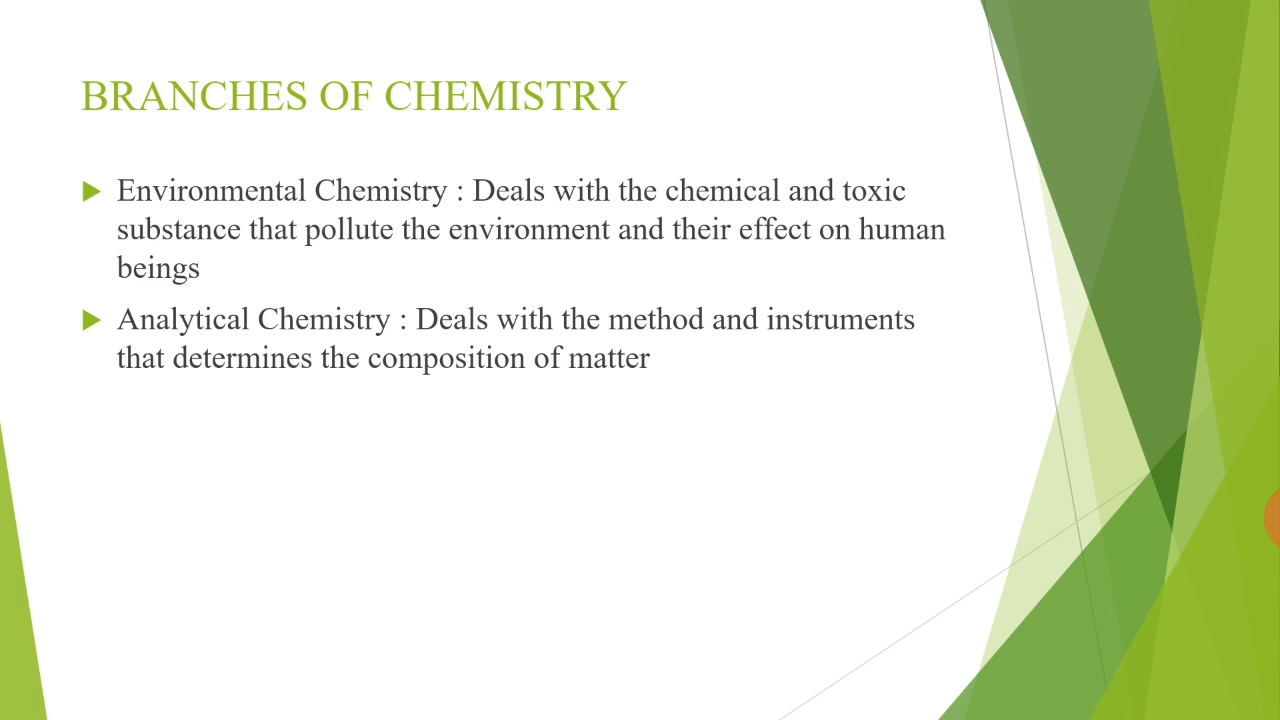 BRANCHES OF CHEMISTRY
Environmental Chemistry : Deals with the chemical and toxic
substance that pollute the environment and their effect on human
beings
Analytical Chemistry : Deals with the method and instruments
that determines the composition of matter